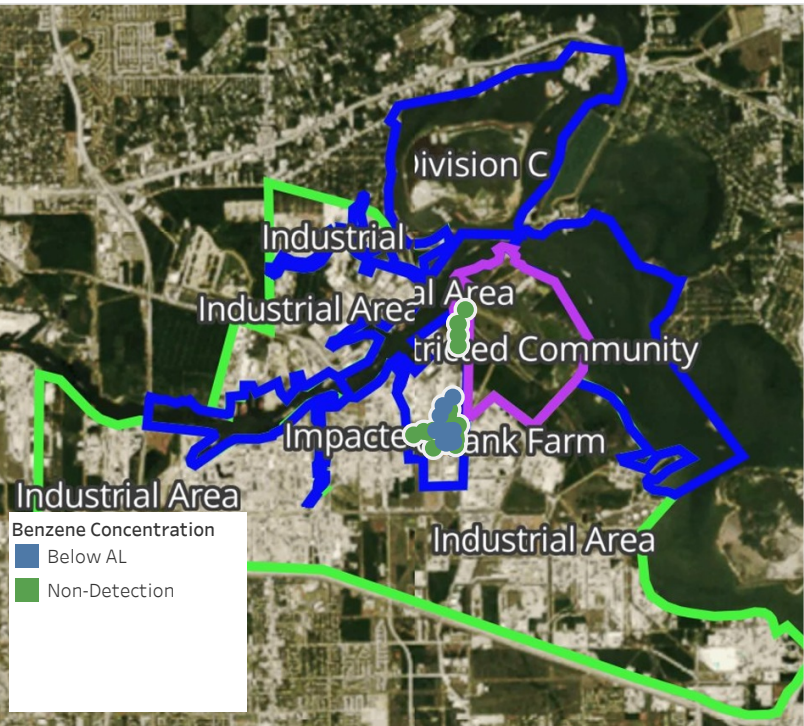 Division C
Industrial
al Area
Industrial Area
tricted Community
Impacte
ank Farm
Industrial Area
Industrial Area
Benzene Concentration
Below AL
Non-Detection